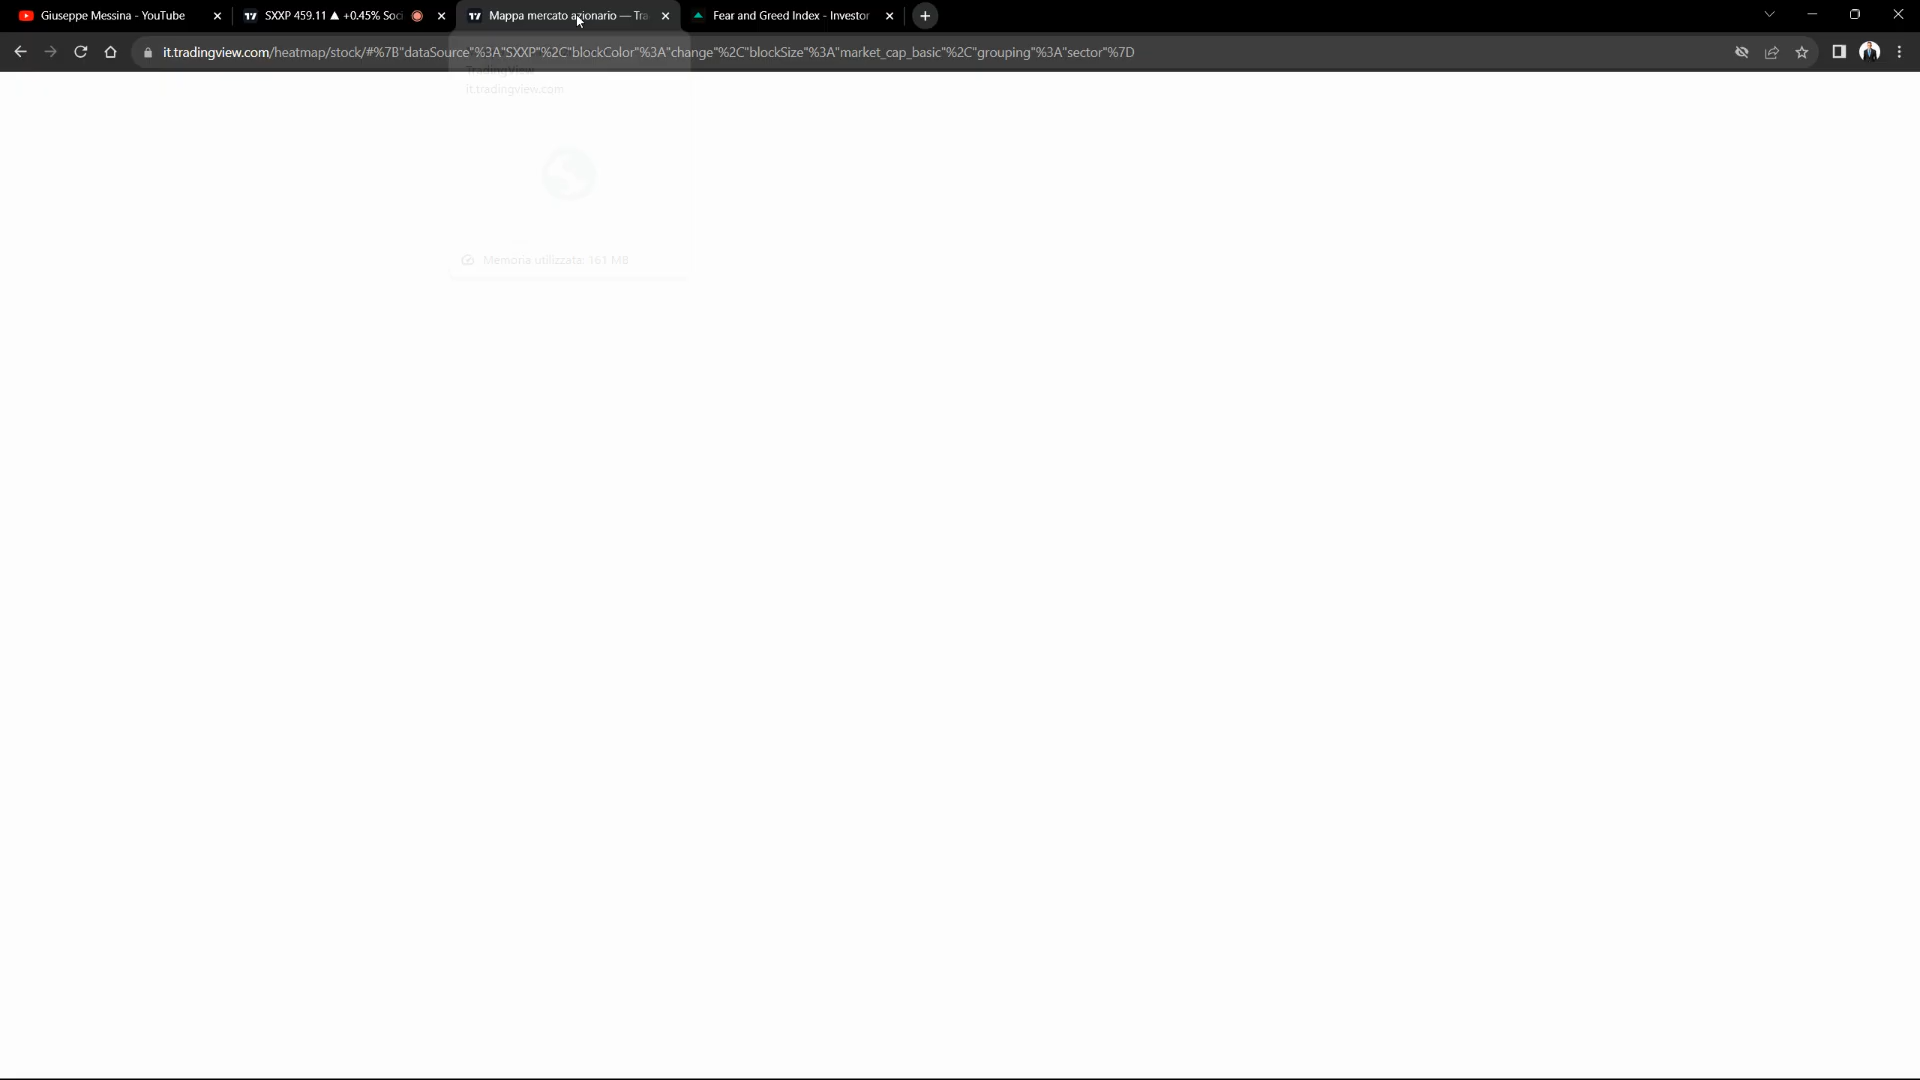 Giuseppe Messina - YouTube
SXXP 459.11 ▲ +0.45% Soc
Mappa mercato azionario — Tra
Fear and Greed Index - Investor
it.tradingview.com/heatmap/stock/#%7B"dataSource"%3A"SXXP"%2C"blockColor"%3A"change"%2C"blockSize"%3A"market_cap_basic"%2C"grouping"%3A"sector"%7D
TradingView
it.tradingview.com
Memoria utilizzata: 161 MB